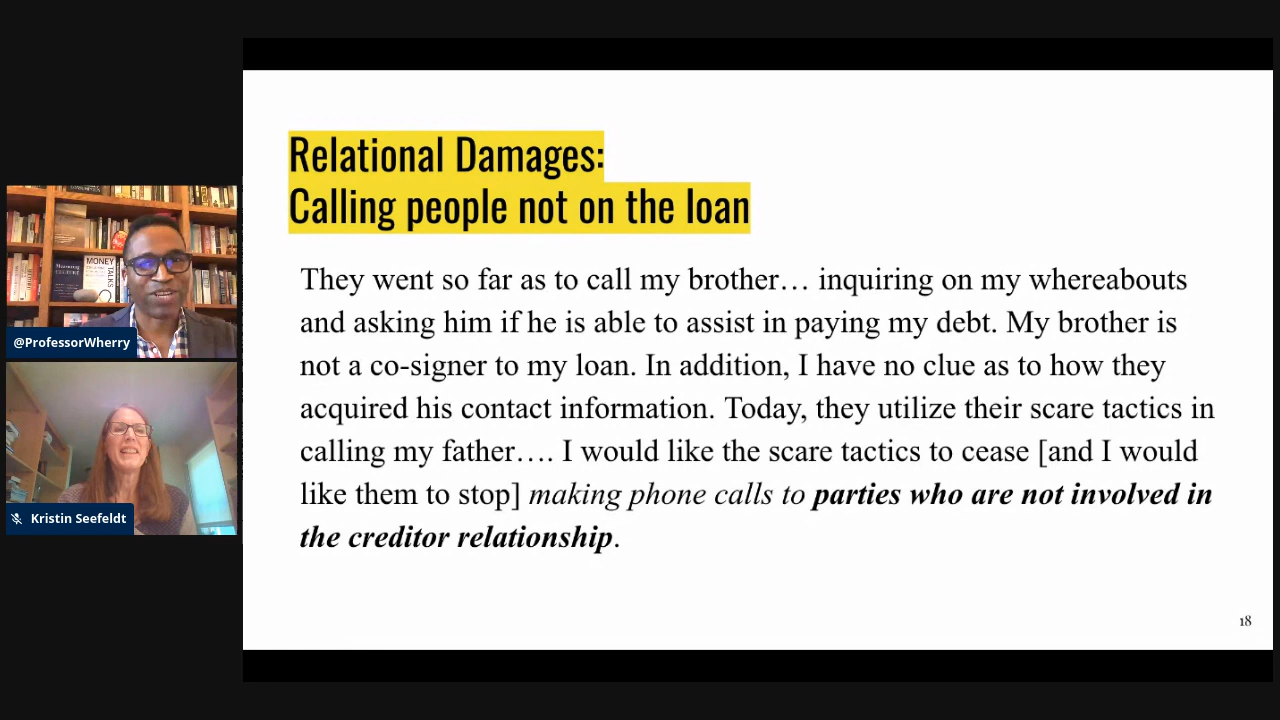 Relational Damages:
Calling people not on the loan
They went so far as to call my brother… inquiring on my whereabouts
and asking him if he is able to assist in paying my debt. My brother is
not a co-signer to my loan. In addition, I have no clue as to how they
acquired his contact information. Today, they utilize their scare tactics in
calling my father…. I would like the scare tactics to cease [and I would
like them to stop] making phone calls to parties who are not involved in
the creditor relationship.
18
MONEY
TALKS
@ProfessorWherry
Kristin Seefeldt